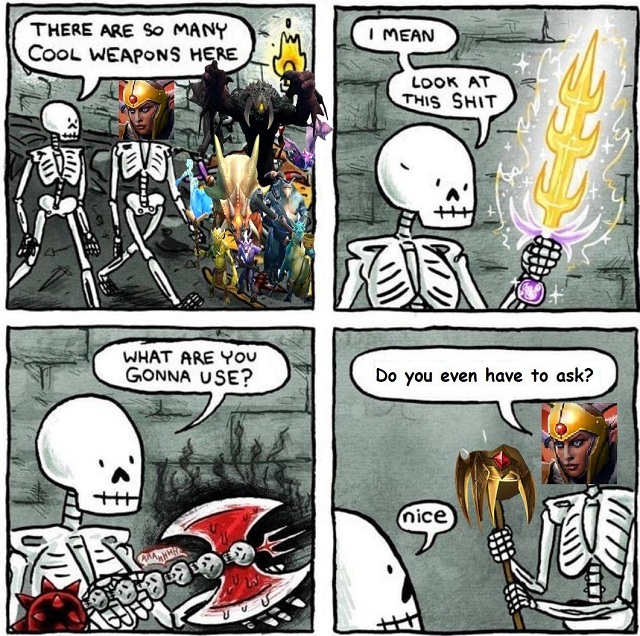 THERE ARE SO MANY
COOL WEAPONS HERE
I MEAN
LOOK AT
THIS SHIT
WHAT ARE YOU
GONNA USE?
AAAHHHHH
Do you even have to ask?
nice